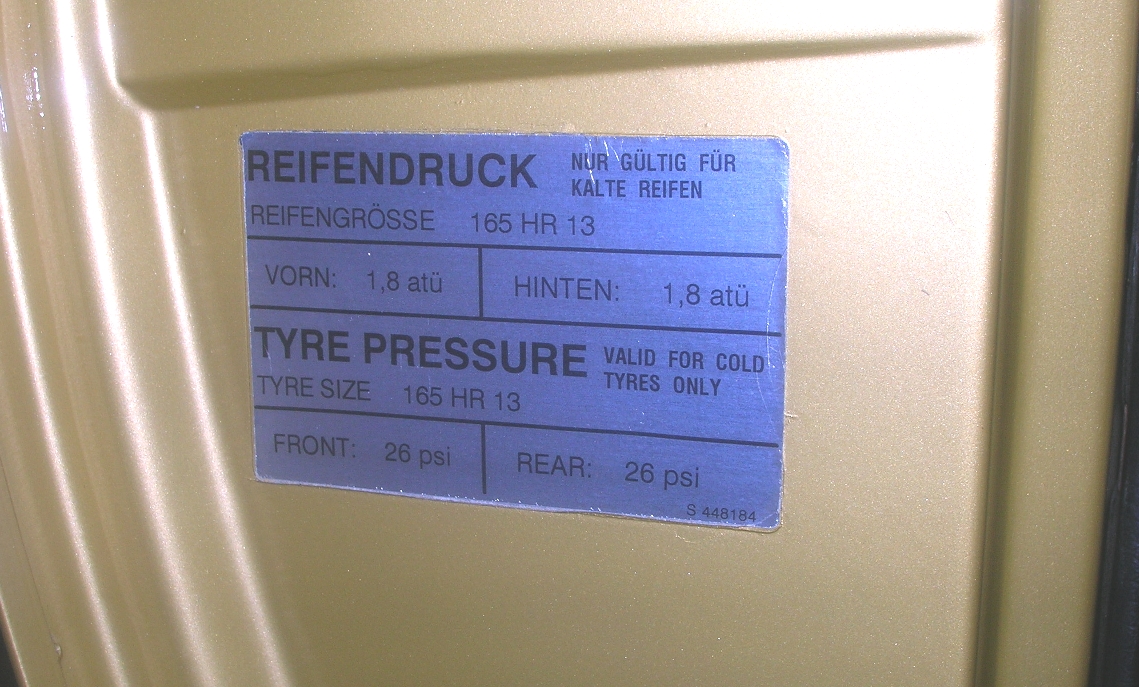 REIFENDRUCK NUR GÜLTIG FÜR
KALTE REIFEN
REIFENGRÖSSE 165 HR 13
VORN: 1,8 atü HINTEN: 1,8 atü
TYRE PRESSURE VALID FOR COLD
TYRES ONLY
TYRE SIZE 165 HR 13
FRONT: 26 psi REAR: 26 psi
S 448184